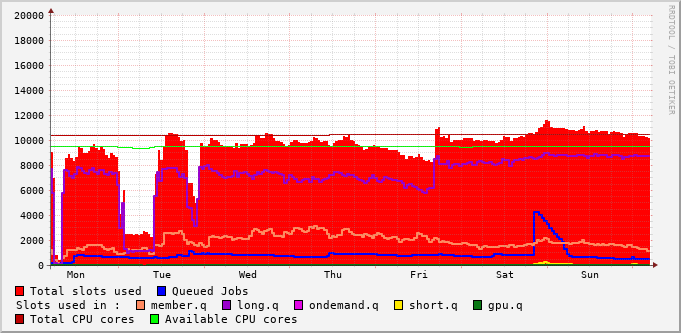 20000
18000
16000
14000
12000
10000
8000
6000
4000
2000
0
Mon Tue Wed Thu Fri Sat Sun
RRDTOOL / TOBI OETIKER
Total slots used Queued Jobs
Slots used in : member.q long.q ondemand.q short.q gpu.q
Total CPU cores Available CPU cores